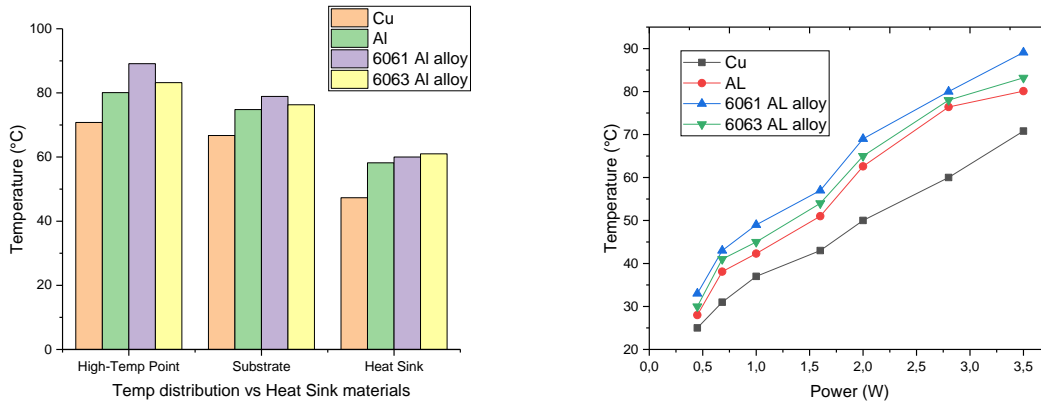 100
80
60
40
20
0
Temperature (°C)
Cu
Al
6061 Al alloy
6063 Al alloy
High-Temp Point
Substrate
Heat Sink
Temp distribution vs Heat Sink materials
90
80
70
60
50
40
30
20
Temperature (°C)
Cu
AL
6061 AL alloy
6063 AL alloy
0,0
0,5
1,0
1,5
2,0
2,5
3,0
3,5
Power (W)